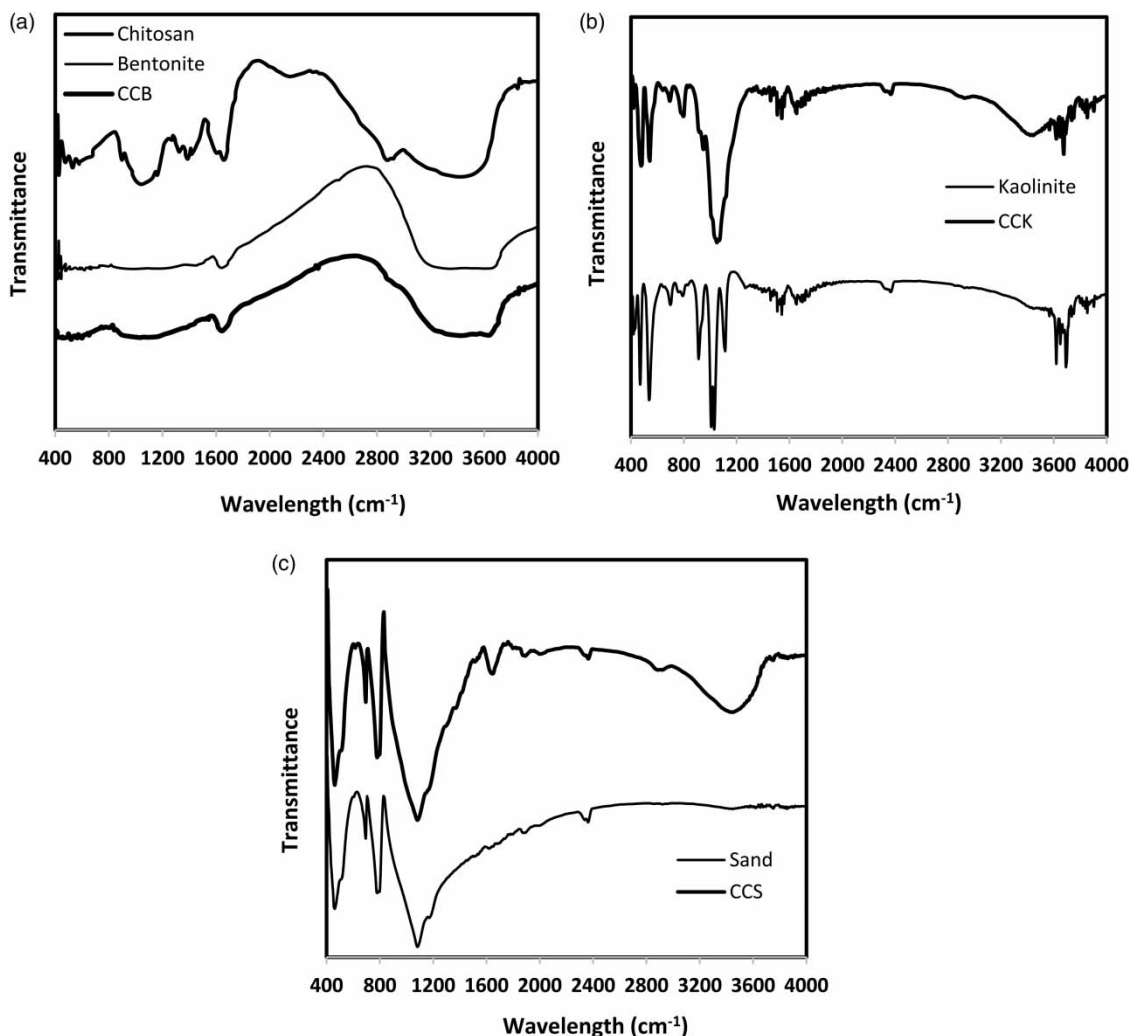 (a)
Chitosan
Bentonite
CCB
Transmittance
400 800 1200 1600 2000 2400 2800 3200 3600 4000
Wavelength (cm⁻¹)
(b)
Kaolinite
CCK
Transmittance
400 800 1200 1600 2000 2400 2800 3200 3600 4000
Wavelength (cm⁻¹)
(c)
Transmittance
Sand
CCS
400 800 1200 1600 2000 2400 2800 3200 3600 4000
Wavelength (cm⁻¹)